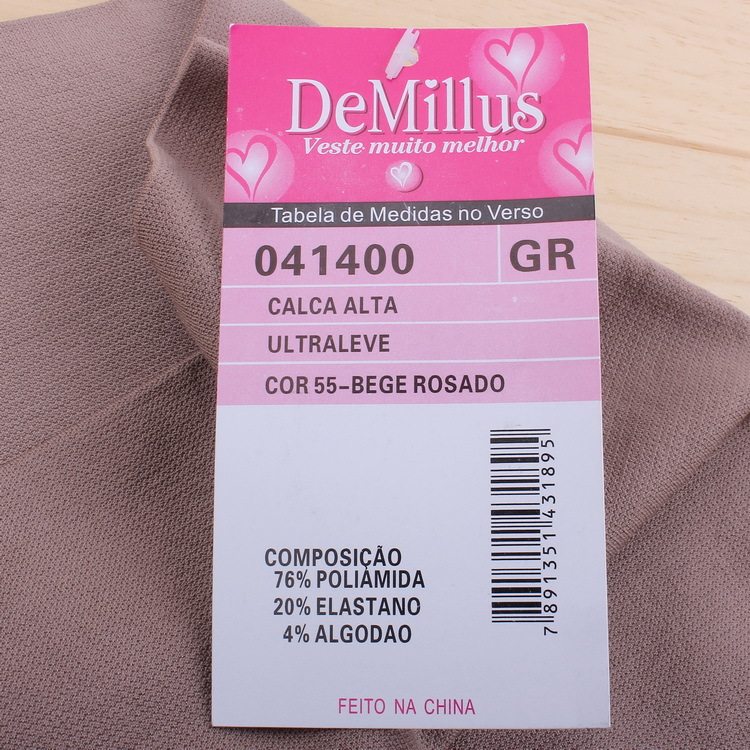 DeMillus
Veste muito melhor
Tabela de Medidas no Verso
041400 GR
CALCA ALTA
ULTRALEVE
COR 55-BEGE ROSADO
COMPOSIÇÃO
76% POLIAMIDA
20% ELASTANO
4% ALGODAO
7 891351 431895
FEITO NA CHINA